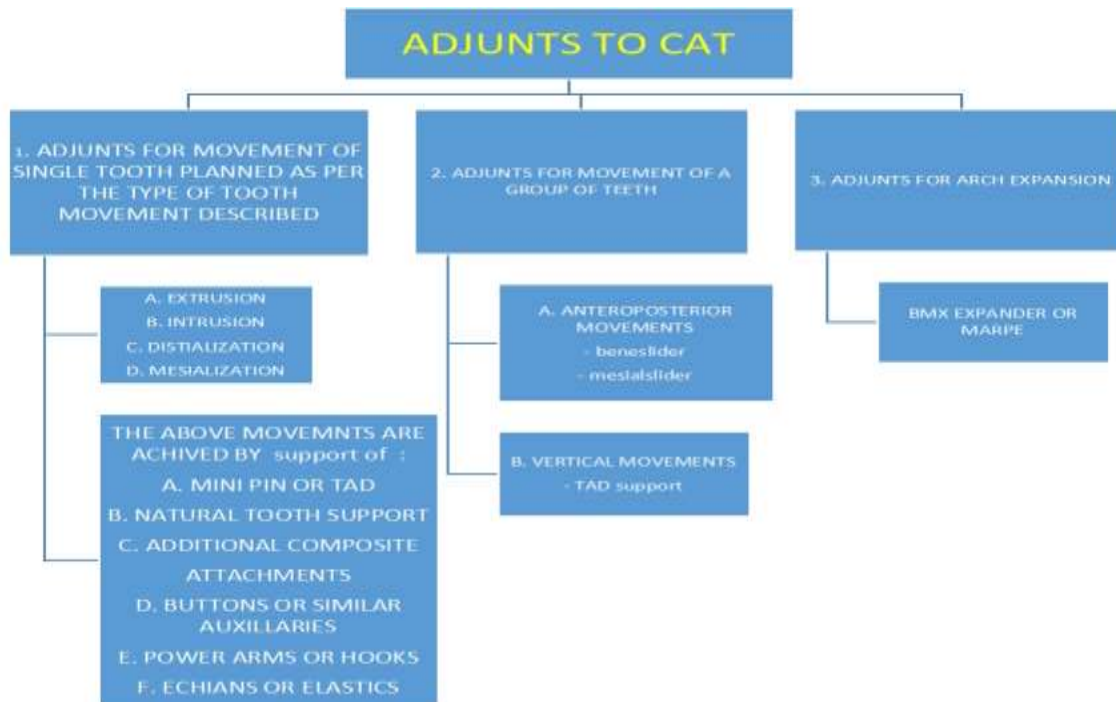 ADJUNTS TO CAT
1. ADJUNTS FOR MOVEMENT OF
SINGLE TOOTH PLANNED AS PER
THE TYPE OF TOOTH
MOVEMENT DESCRIBED
A. EXTRUSION
B. INTRUSION
C. DISTIALIZATION
D. MESIALIZATION
THE ABOVE MOVEMNTS ARE
ACHIVED BY support of :
A. MINI PIN OR TAD
B. NATURAL TOOTH SUPPORT
C. ADDITIONAL COMPOSITE
ATTACHMENTS
D. BUTTONS OR SIMILAR
AUXILLARIES
E. POWER ARMS OR HOOKS
F. ECHIANS OR ELASTICS
2. ADJUNTS FOR MOVEMENT OF A
GROUP OF TEETH
A. ANTEROPOSTERIOR
MOVEMENTS
- beneslider
- mesialslider
B. VERTICAL MOVEMENTS
- TAD support
3. ADJUNTS FOR ARCH EXPANSION
BMX EXPANDER OR
MARPE